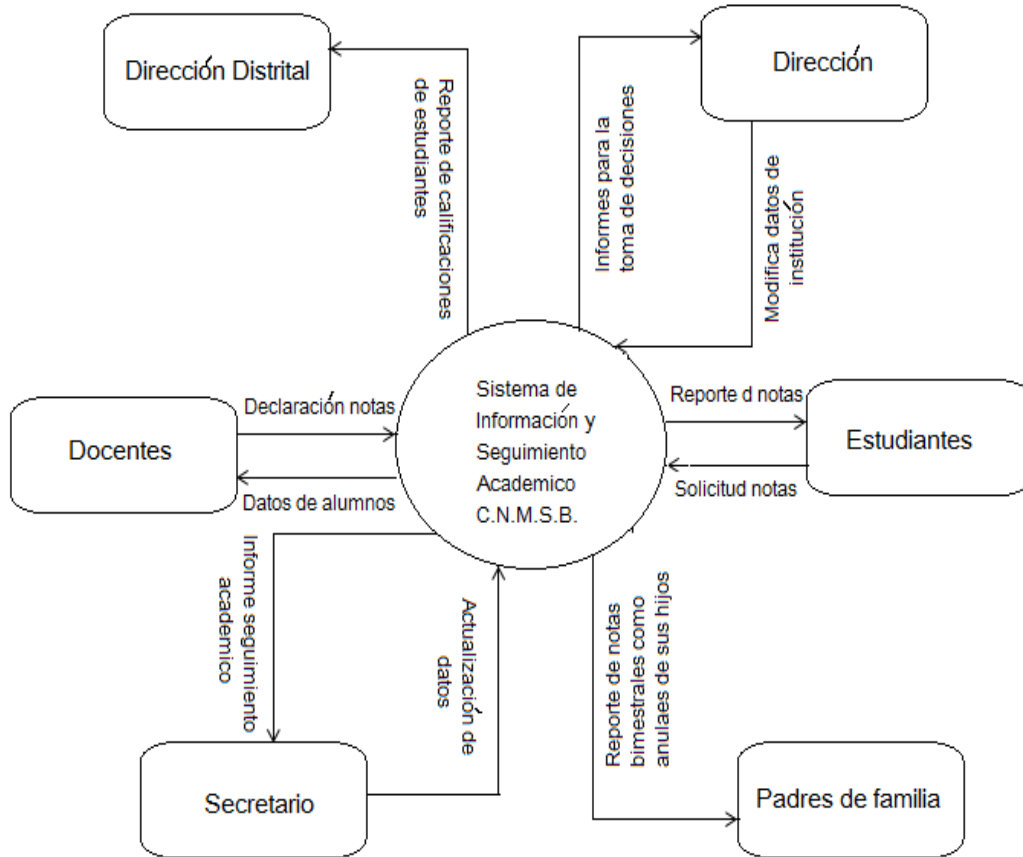 Dirección Distrital
Dirección
Reporte de calificaciones
de estudiantes
Informes para la
toma de decisiones
Modifica datos de
institución
Sistema de
Información y
Seguimiento
Academico
C.N.M.S.B.
Declaración notas
Docentes
Datos de alumnos
Reporte d notas
Estudiantes
Solicitud notas
Informe seguimiento
academico
Actualización de
datos
Reporte de notas
bimestrales como
anulaes de sus hijos
Secretario
Padres de familia